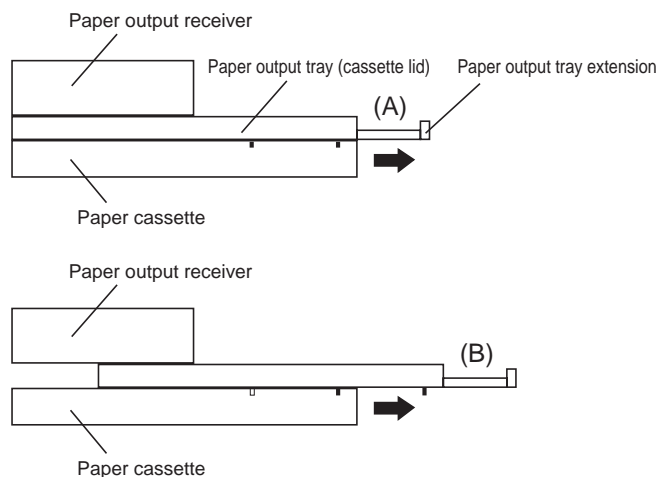 Paper output receiver
Paper output tray (cassette lid)
Paper output tray extension
(A)
Paper cassette
Paper output receiver
(B)
Paper cassette